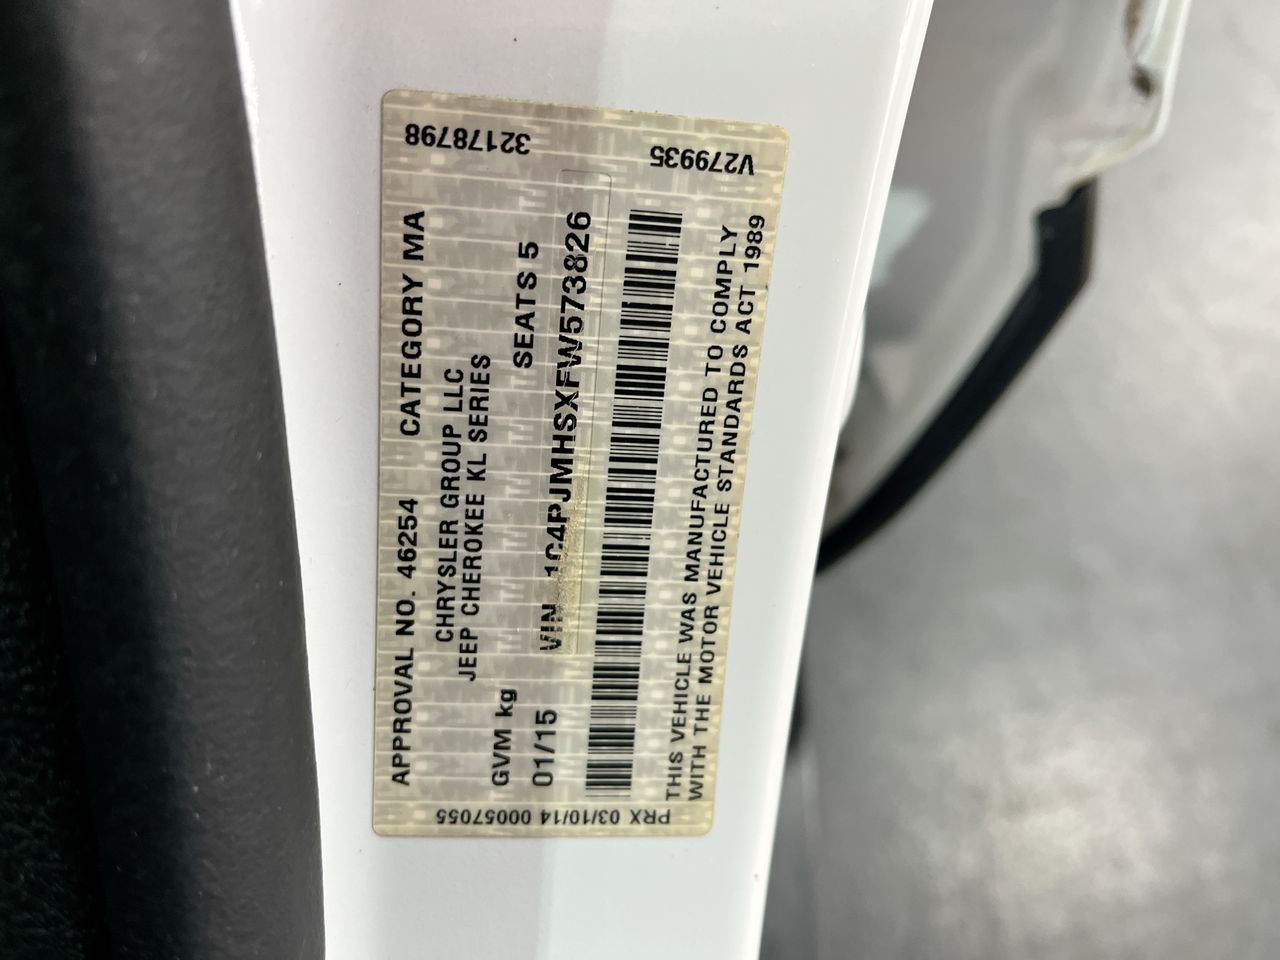 APPROVAL NO. 46254 CATEGORY MA
CHRYSLER GROUP LLC
JEEP CHEROKEE KL SERIES
GVM kg SEATS 5
01/15 VIN 1C4PJMHSXFW573826
THIS VEHICLE WAS MANUFACTURED TO COMPLY
WITH THE MOTOR VEHICLE STANDARDS ACT 1989
32178798
V279935
PRX 03/10/14 00057055